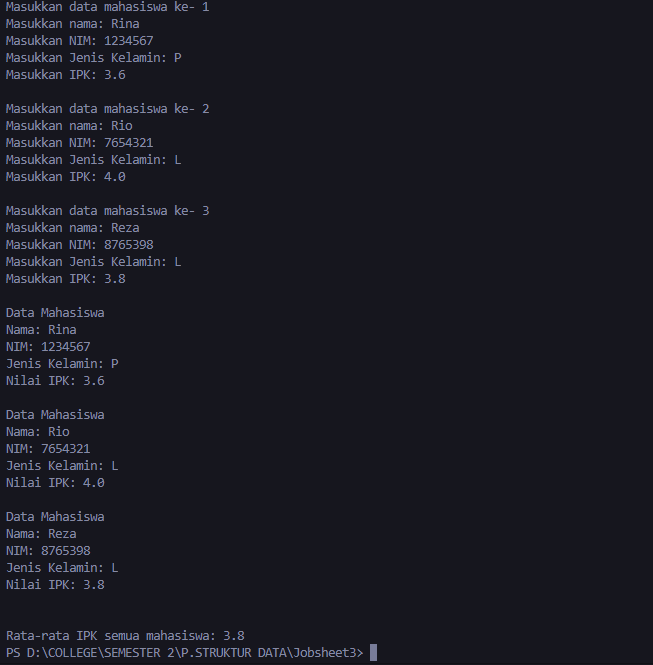 Masukkan data mahasiswa ke- 1
Masukkan nama: Rina
Masukkan NIM: 1234567
Masukkan Jenis Kelamin: P
Masukkan IPK: 3.6
Masukkan data mahasiswa ke- 2
Masukkan nama: Rio
Masukkan NIM: 7654321
Masukkan Jenis Kelamin: L
Masukkan IPK: 4.0
Masukkan data mahasiswa ke- 3
Masukkan nama: Reza
Masukkan NIM: 8765398
Masukkan Jenis Kelamin: L
Masukkan IPK: 3.8
Data Mahasiswa
Nama: Rina
NIM: 1234567
Jenis Kelamin: P
Nilai IPK: 3.6
Data Mahasiswa
Nama: Rio
NIM: 7654321
Jenis Kelamin: L
Nilai IPK: 4.0
Data Mahasiswa
Nama: Reza
NIM: 8765398
Jenis Kelamin: L
Nilai IPK: 3.8
Rata-rata IPK semua mahasiswa: 3.8
PS D:\COLLEGE\SEMESTER 2\P.STRUKTUR DATA\Jobsheet3>